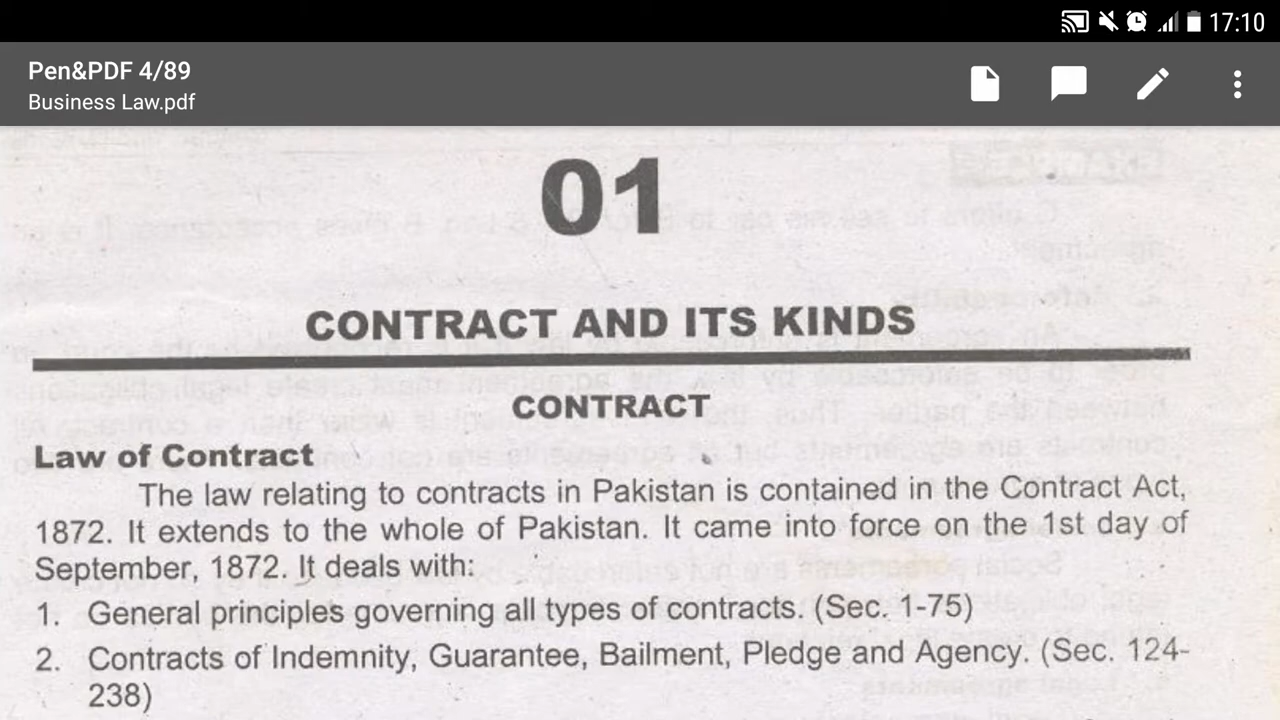 17:10
Pen&PDF 4/89
Business Law.pdf
01
CONTRACT AND ITS KINDS
CONTRACT
Law of Contract
The law relating to contracts in Pakistan is contained in the Contract Act,
1872. It extends to the whole of Pakistan. It came into force on the 1st day of
September, 1872. It deals with:
1. General principles governing all types of contracts. (Sec. 1-75)
2. Contracts of Indemnity, Guarantee, Bailment, Pledge and Agency. (Sec. 124-
238)